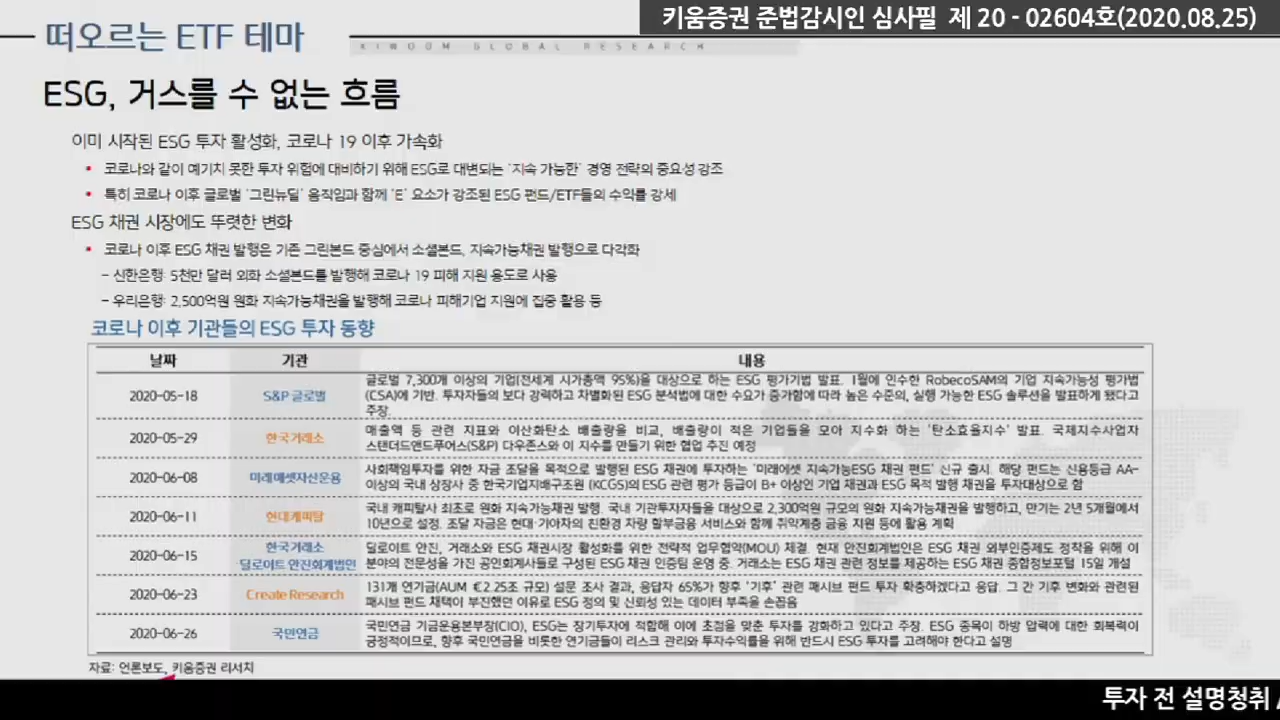 키움증권 준법감시인 심사필 제 20 - 02604호(2020.08.25)
떠오르는 ETF 테마
KIWOOM GLOBAL RESEARCH
ESG, 거스를 수 없는 흐름
이미 시작된 ESG 투자 활성화, 코로나 19 이후 가속화
▪ 코로나와 같이 예기치 못한 투자 위험에 대비하기 위해 ESG로 대변되는 '지속 가능한' 경영 전략의 중요성 강조
▪ 특히 코로나 이후 글로벌 '그린뉴딜' 움직임과 함께 'E' 요소가 강조된 ESG 펀드/ETF들의 수익률 강세
ESG 채권 시장에도 뚜렷한 변화
▪ 코로나 이후 ESG 채권 발행은 기존 그린본드 중심에서 소셜본드, 지속가능채권 발행으로 다각화
- 신한은행: 5천만 달러 외화 소셜본드를 발행해 코로나 19 피해 지원 용도로 사용
- 우리은행: 2,500억원 원화 지속가능채권을 발행해 코로나 피해기업 지원에 집중 활용 등
코로나 이후 기관들의 ESG 투자 동향
날짜 기관 내용
2020-05-18 S&P 글로벌 글로벌 7,300개 이상의 기업(전세계 시가총액 95%)을 대상으로 하는 ESG 평가기법 발표. 1월에 인수한 RobecoSAM의 기업 지속가능성 평가법
(CSA)에 기반. 투자자들의 보다 강력하고 차별화된 ESG 분석법에 대한 수요가 증가함에 따라 높은 수준의, 실행 가능한 ESG 솔루션을 발표하게 됐다고
주장.
2020-05-29 한국거래소 매출액 등 관련 지표와 이산화탄소 배출량을 비교, 배출량이 적은 기업들을 모아 지수화 하는 '탄소효율지수' 발표. 국제지수사업자
스탠더드앤드푸어스(S&P) 다우존스와 이 지수를 만들기 위한 협업 추진 예정
2020-06-08 미래에셋자산운용 사회책임투자를 위한 자금 조달을 목적으로 발행된 ESG 채권에 투자하는 '미래에셋 지속가능ESG 채권 펀드' 신규 출시. 해당 펀드는 신용등급 AA-
이상의 국내 상장사 중 한국기업지배구조원 (KCGS)의 ESG 관련 평가 등급이 B+ 이상인 기업 채권과 ESG 목적 발행 채권을 투자대상으로 함
2020-06-11 현대캐피탈 국내 캐피탈사 최초로 원화 지속가능채권 발행. 국내 기관투자자들을 대상으로 2,300억원 규모의 원화 지속가능채권을 발행하고, 만기는 2년 5개월에서
10년으로 설정. 조달 자금은 현대·기아차의 친환경 차량 할부금융 서비스와 함께 취약계층 금융 지원 등에 활용 계획
2020-06-15 한국거래소 딜로이트 안진회계법인 딜로이트 안진, 거래소와 ESG 채권시장 활성화를 위한 전략적 업무협약(MOU) 체결. 현재 안진회계법인은 ESG 채권 외부인증제도 정착을 위해 이
분야의 전문성을 가진 공인회계사들로 구성된 ESG 채권 인증팀 운영 중. 거래소는 ESG 채권 관련 정보를 제공하는 ESG 채권 종합정보포털 15일 개설
2020-06-23 Create Research 131개 연기금(AUM €2.25조 규모) 설문 조사 결과, 응답자 65%가 향후 '기후' 관련 패시브 펀드 투자 확충하겠다고 응답. 그 간 기후 변화와 관련된
패시브 펀드 채택이 부진했던 이유로 ESG 정의 및 신뢰성 있는 데이터 부족을 손꼽음
2020-06-26 국민연금 국민연금 기금운용본부장(CIO), ESG는 장기투자에 적합해 이에 초점을 맞춘 투자를 강화하고 있다고 주장. ESG 종목이 하방 압력에 대한 회복력이
긍정적이므로, 향후 국민연금을 비롯한 연기금들이 리스크 관리와 투자수익률을 위해 반드시 ESG 투자를 고려해야 한다고 설명
자료: 언론보도, 키움증권 리서치
투자 전 설명청취